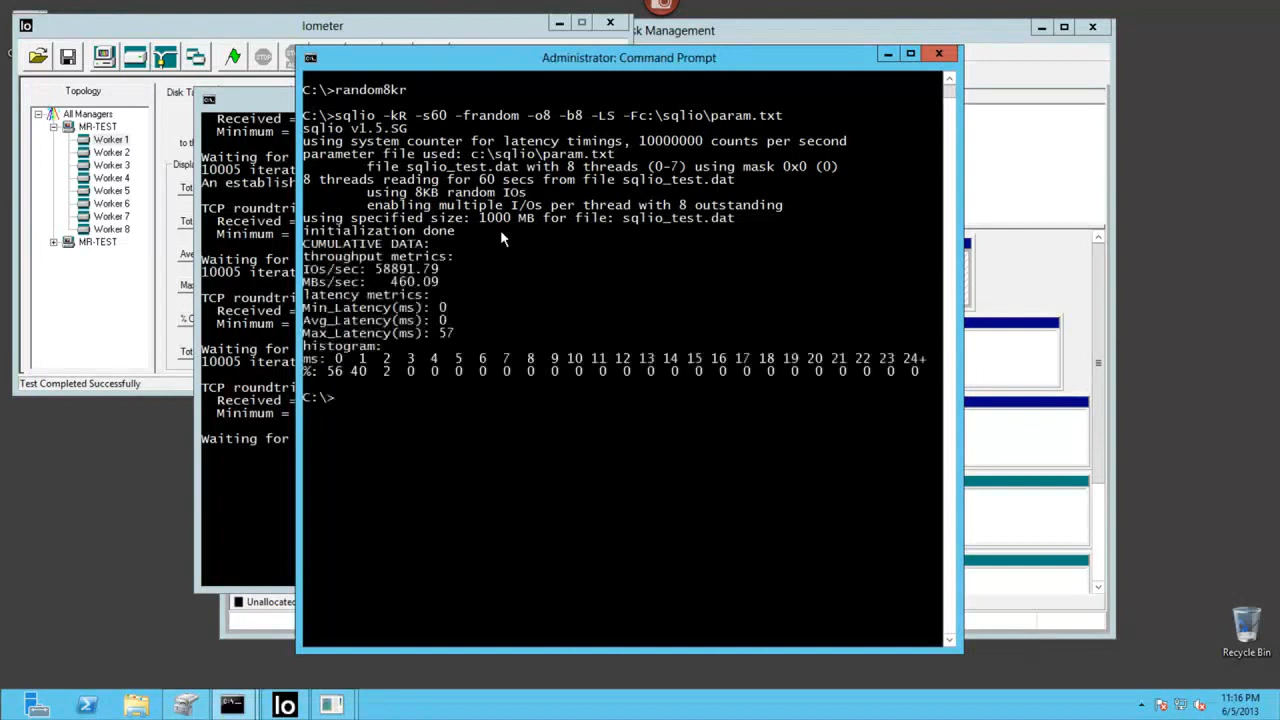 Iometer
sk Management
Administrator: Command Prompt
Topology
Disk T
All Managers
MR-TEST
Worker 1
Worker 2
Worker 3
Worker 4
Worker 5
Worker 6
Worker 7
Worker 8
MR-TEST
to th
Displa
Tot
Tot
Tot
Ave
Max
% C
Tot
Test Completed Successfully
Received =
Minimum =
Waiting for
10005 iterat
An establish
TCP roundtri
Received =
Minimum =
Waiting for
10005 iterat
TCP roundtri
Received =
Minimum =
Waiting for
10005 iterat
TCP roundtri
Received =
Minimum =
Waiting for
C:\>random8kr
C:\>sqlio -kR -s60 -frandom -o8 -b8 -LS -Fc:\sqlio\param.txt
sqlio v1.5.SG
using system counter for latency timings, 10000000 counts per second
parameter file used: c:\sqlio\param.txt
file sqlio_test.dat with 8 threads (0-7) using mask 0x0 (0)
8 threads reading for 60 secs from file sqlio_test.dat
using 8KB random IOs
enabling multiple I/Os per thread with 8 outstanding
using specified size: 1000 MB for file: sqlio_test.dat
initialization done
CUMULATIVE DATA:
throughput metrics:
IOs/sec: 58891.79
MBs/sec: 460.09
latency metrics:
Min_Latency(ms): 0
Avg_Latency(ms): 0
Max_Latency(ms): 57
histogram:
ms: 0 1 2 3 4 5 6 7 8 9 10 11 12 13 14 15 16 17 18 19 20 21 22 23 24+
%: 56 40 2 0 0 0 0 0 0 0 0 0 0 0 0 0 0 0 0 0 0 0 0 0 0
C:\>
Unallocated
Recycle Bin
11:16 PM
6/5/2013